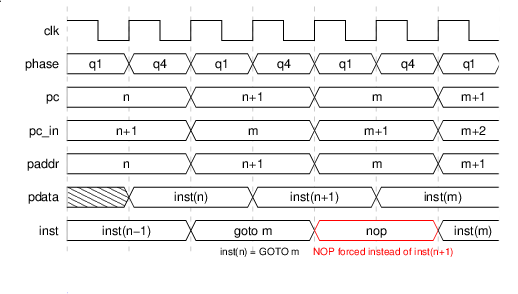 clk
phase q1 q4 q1 q4 q1 q4 q1
pc n n+1 m m+1
pc_in n+1 m m+1 m+2
paddr n n+1 m m+1
pdata inst(n) inst(n+1) inst(m)
inst inst(n−1) goto m nop inst(m)
inst(n) = GOTO m NOP forced instead of inst(n+1)